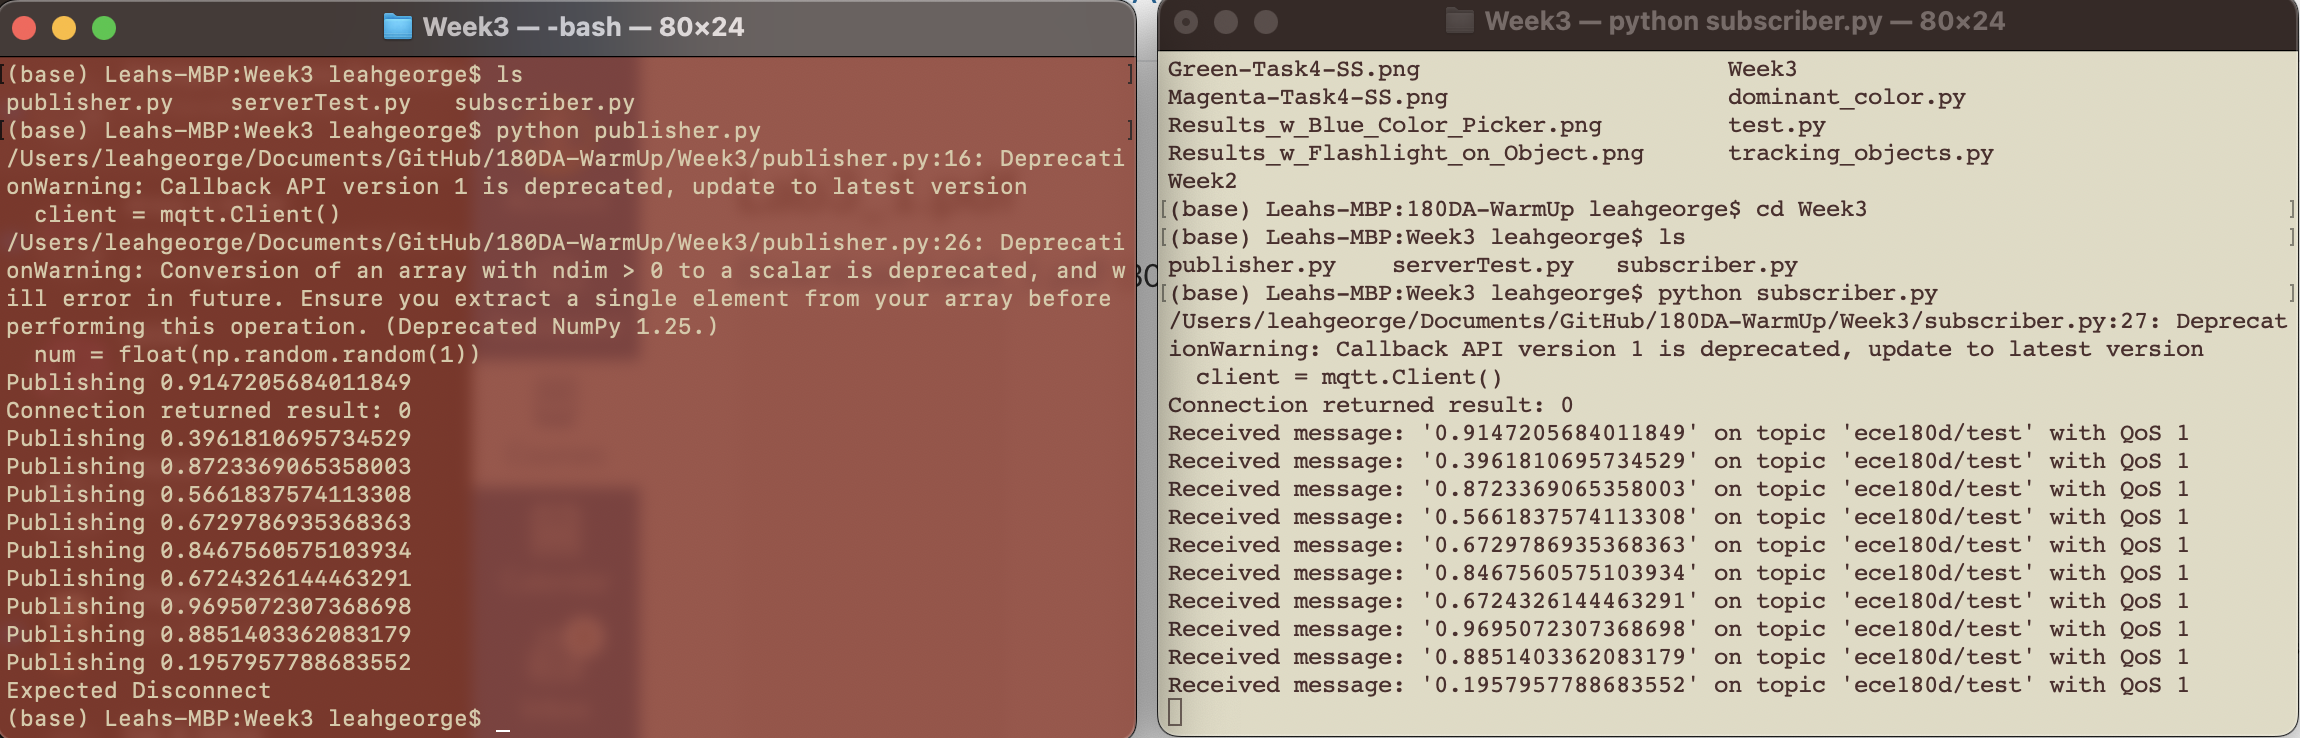 Week3 — -bash — 80×24
[(base) Leahs-MBP:Week3 leahgeorge$ ls ]
publisher.py    serverTest.py   subscriber.py
[(base) Leahs-MBP:Week3 leahgeorge$ python publisher.py ]
/Users/leahgeorge/Documents/GitHub/180DA-WarmUp/Week3/publisher.py:16: Deprecati
onWarning: Callback API version 1 is deprecated, update to latest version
  client = mqtt.Client()
/Users/leahgeorge/Documents/GitHub/180DA-WarmUp/Week3/publisher.py:26: Deprecati
onWarning: Conversion of an array with ndim > 0 to a scalar is deprecated, and w
ill error in future. Ensure you extract a single element from your array before
performing this operation. (Deprecated NumPy 1.25.)
  num = float(np.random.random(1))
Publishing 0.9147205684011849
Connection returned result: 0
Publishing 0.3961810695734529
Publishing 0.8723369065358003
Publishing 0.5661837574113308
Publishing 0.6729786935368363
Publishing 0.8467560575103934
Publishing 0.6724326144463291
Publishing 0.9695072307368698
Publishing 0.8851403362083179
Publishing 0.1957957788683552
Expected Disconnect
(base) Leahs-MBP:Week3 leahgeorge$
Week3 — python subscriber.py — 80×24
Green-Task4-SS.png                      Week3
Magenta-Task4-SS.png                    dominant_color.py
Results_w_Blue_Color_Picker.png         test.py
Results_w_Flashlight_on_Object.png      tracking_objects.py
Week2
[(base) Leahs-MBP:180DA-WarmUp leahgeorge$ cd Week3 ]
[(base) Leahs-MBP:Week3 leahgeorge$ ls ]
publisher.py    serverTest.py   subscriber.py
[(base) Leahs-MBP:Week3 leahgeorge$ python subscriber.py ]
/Users/leahgeorge/Documents/GitHub/180DA-WarmUp/Week3/subscriber.py:27: Deprecat
ionWarning: Callback API version 1 is deprecated, update to latest version
  client = mqtt.Client()
Connection returned result: 0
Received message: '0.9147205684011849' on topic 'ece180d/test' with QoS 1
Received message: '0.3961810695734529' on topic 'ece180d/test' with QoS 1
Received message: '0.8723369065358003' on topic 'ece180d/test' with QoS 1
Received message: '0.5661837574113308' on topic 'ece180d/test' with QoS 1
Received message: '0.6729786935368363' on topic 'ece180d/test' with QoS 1
Received message: '0.8467560575103934' on topic 'ece180d/test' with QoS 1
Received message: '0.6724326144463291' on topic 'ece180d/test' with QoS 1
Received message: '0.9695072307368698' on topic 'ece180d/test' with QoS 1
Received message: '0.8851403362083179' on topic 'ece180d/test' with QoS 1
Received message: '0.1957957788683552' on topic 'ece180d/test' with QoS 1